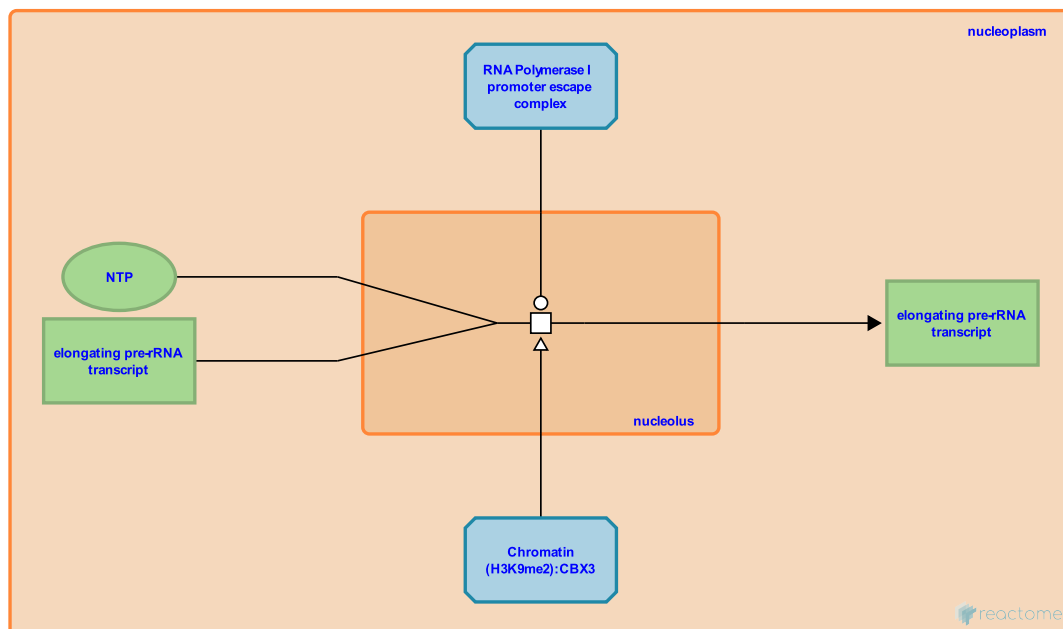 nucleoplasm
RNA Polymerase I
promoter escape
complex
NTP
elongating pre-rRNA
transcript
elongating pre-rRNA
transcript
nucleolus
Chromatin
(H3K9me2):CBX3
reactome